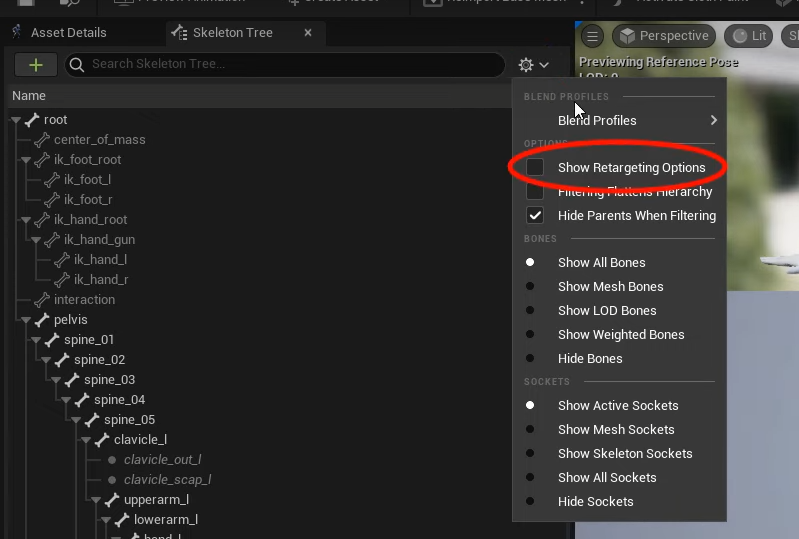 Asset Details
Skeleton Tree
Search Skeleton Tree...
Perspective
Lit
Previewing Reference Pose
LOD: 0
Name
root
center_of_mass
ik_foot_root
ik_foot_l
ik_foot_r
ik_hand_root
ik_hand_gun
ik_hand_l
ik_hand_r
interaction
pelvis
spine_01
spine_02
spine_03
spine_04
spine_05
clavicle_l
clavicle_out_l
clavicle_scap_l
upperarm_l
lowerarm_l
hand_l
BLEND PROFILES
Blend Profiles
OPTIONS
Show Retargeting Options
Filtering Flattens Hierarchy
Hide Parents When Filtering
BONES
Show All Bones
Show Mesh Bones
Show LOD Bones
Show Weighted Bones
Hide Bones
SOCKETS
Show Active Sockets
Show Mesh Sockets
Show Skeleton Sockets
Show All Sockets
Hide Sockets